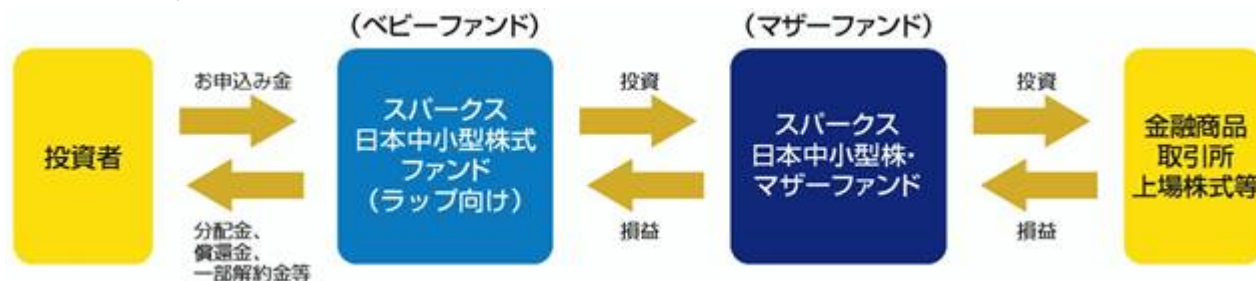 (ベビーファンド)
(マザーファンド)
投資者
お申込み金
分配金、
償還金、
一部解約金等
スパークス
日本中小型株式
ファンド
(ラップ向け)
投資
損益
スパークス
日本中小型株・
マザーファンド
投資
損益
金融商品
取引所
上場株式等